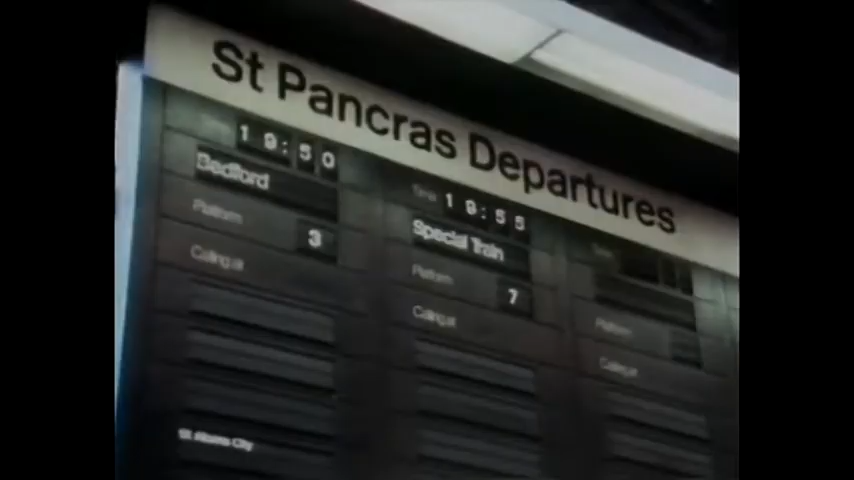 St Pancras Departures
19:50
Bedford
Platform 3
Calling at
St Albans City
Time 19:55
Special Train
Platform 7
Calling at
Platform
Calling at